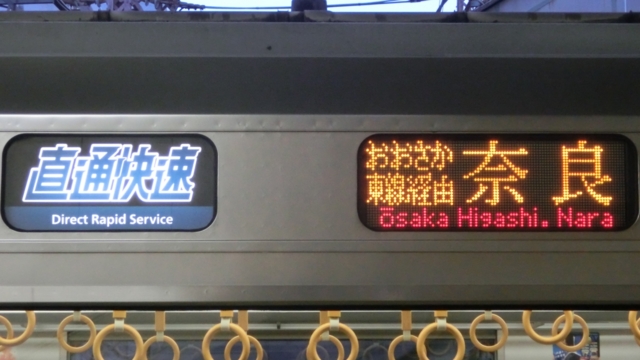 直通快速
Direct Rapid Service
おおさか
東線経由
奈良
Ōsaka Higashi. Nara